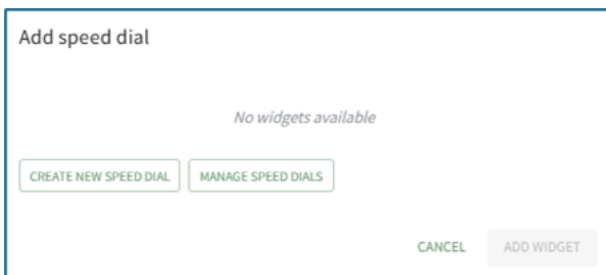 Add speed dial
No widgets available
CREATE NEW SPEED DIAL MANAGE SPEED DIALS
CANCEL ADD WIDGET